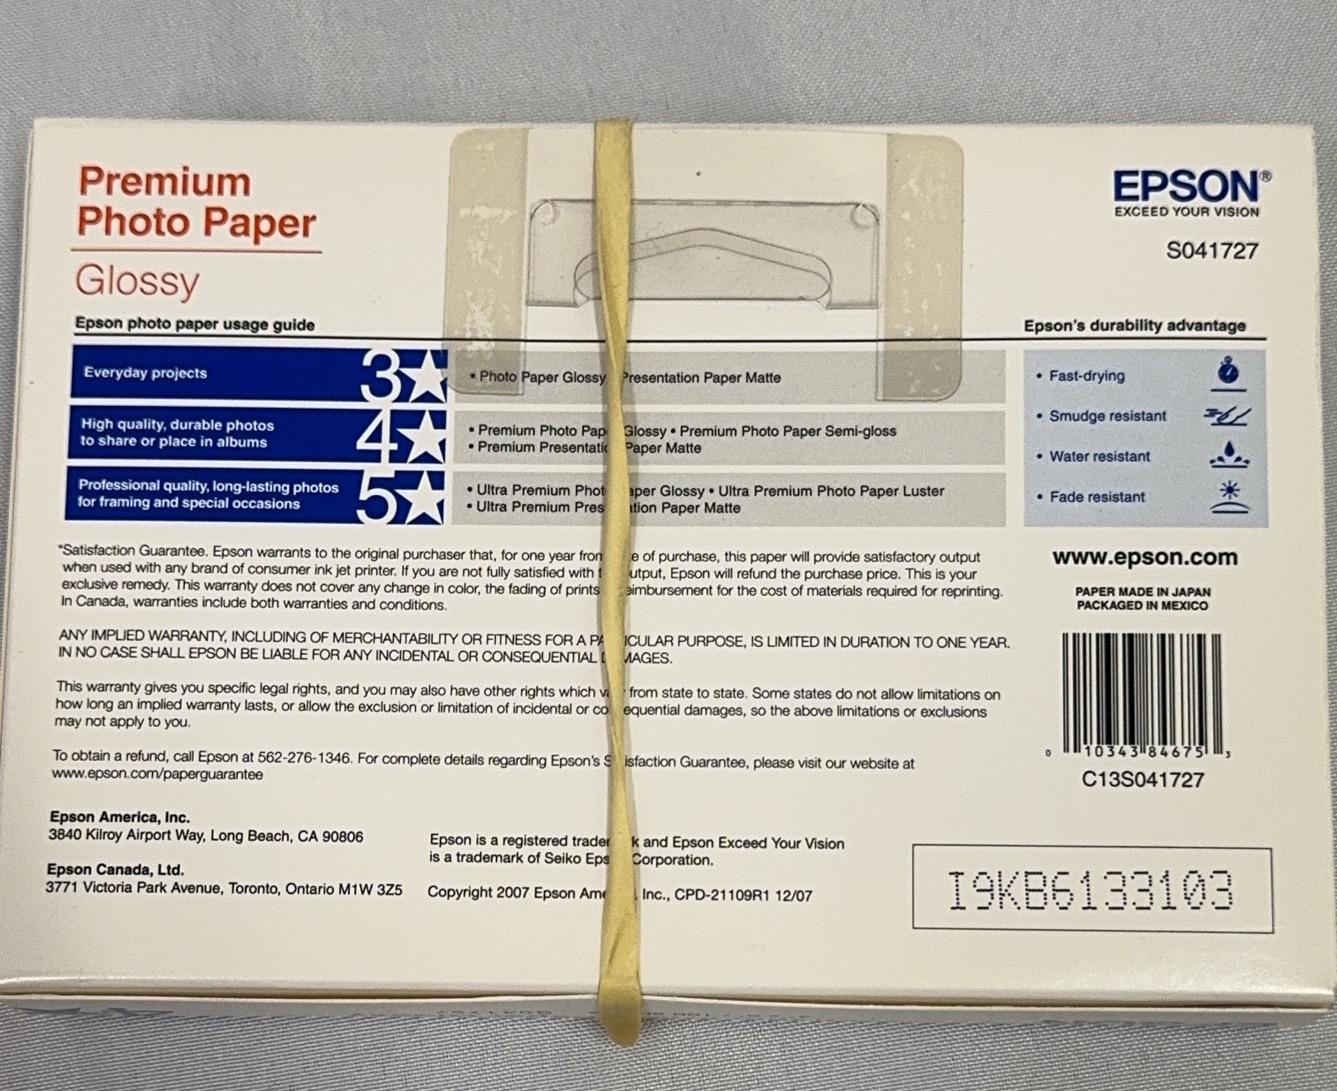 Premium
Photo Paper
Glossy
EPSON®
EXCEED YOUR VISION
S041727
Epson photo paper usage guide
Everyday projects 3
• Photo Paper Glossy Presentation Paper Matte
High quality, durable photos
to share or place in albums 4
• Premium Photo Pap Glossy • Premium Photo Paper Semi-gloss
• Premium Presentatio Paper Matte
Professional quality, long-lasting photos
for framing and special occasions 5
• Ultra Premium Phot aper Glossy • Ultra Premium Photo Paper Luster
• Ultra Premium Pres tion Paper Matte
Epson's durability advantage
• Fast-drying
• Smudge resistant
• Water resistant
• Fade resistant
*Satisfaction Guarantee. Epson warrants to the original purchaser that, for one year from e of purchase, this paper will provide satisfactory output
when used with any brand of consumer ink jet printer. If you are not fully satisfied with utput, Epson will refund the purchase price. This is your
exclusive remedy. This warranty does not cover any change in color, the fading of prints eimbursement for the cost of materials required for reprinting.
In Canada, warranties include both warranties and conditions.
ANY IMPLIED WARRANTY, INCLUDING OF MERCHANTABILITY OR FITNESS FOR A PA ICULAR PURPOSE, IS LIMITED IN DURATION TO ONE YEAR.
IN NO CASE SHALL EPSON BE LIABLE FOR ANY INCIDENTAL OR CONSEQUENTIAL MAGES.
This warranty gives you specific legal rights, and you may also have other rights which v from state to state. Some states do not allow limitations on
how long an implied warranty lasts, or allow the exclusion or limitation of incidental or co equential damages, so the above limitations or exclusions
may not apply to you.
To obtain a refund, call Epson at 562-276-1346. For complete details regarding Epson's S isfaction Guarantee, please visit our website at
www.epson.com/paperguarantee
www.epson.com
PAPER MADE IN JAPAN
PACKAGED IN MEXICO
0 10343 84675 3
C13S041727
Epson America, Inc.
3840 Kilroy Airport Way, Long Beach, CA 90806
Epson Canada, Ltd.
3771 Victoria Park Avenue, Toronto, Ontario M1W 3Z5
Epson is a registered trader k and Epson Exceed Your Vision
is a trademark of Seiko Eps Corporation.
Copyright 2007 Epson Ame Inc., CPD-21109R1 12/07
I9KB6133103